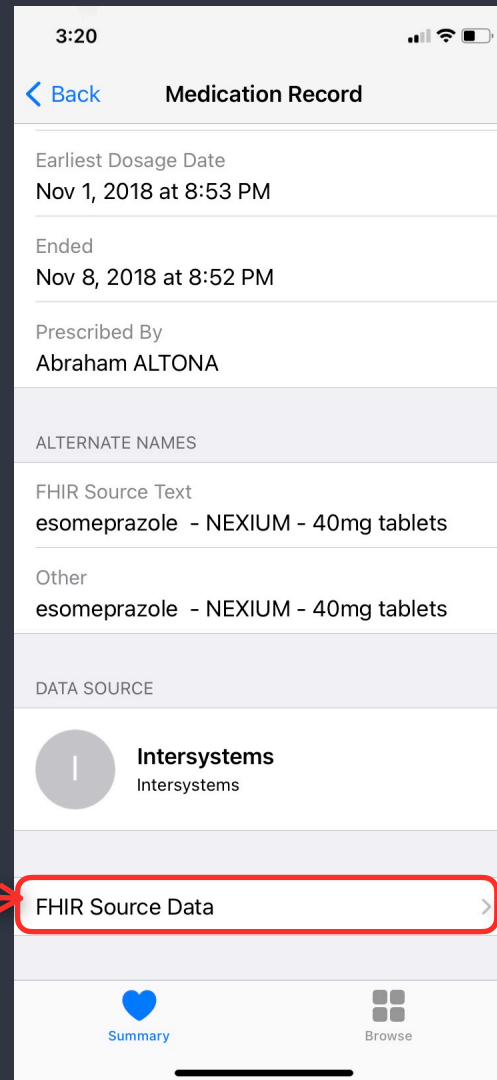 3:20
Back Medication Record
Earliest Dosage Date
Nov 1, 2018 at 8:53 PM
Ended
Nov 8, 2018 at 8:52 PM
Prescribed By
Abraham ALTONA
ALTERNATE NAMES
FHIR Source Text
esomeprazole  - NEXIUM - 40mg tablets
Other
esomeprazole  - NEXIUM - 40mg tablets
DATA SOURCE
I
Intersystems
Intersystems
FHIR Source Data
Summary Browse